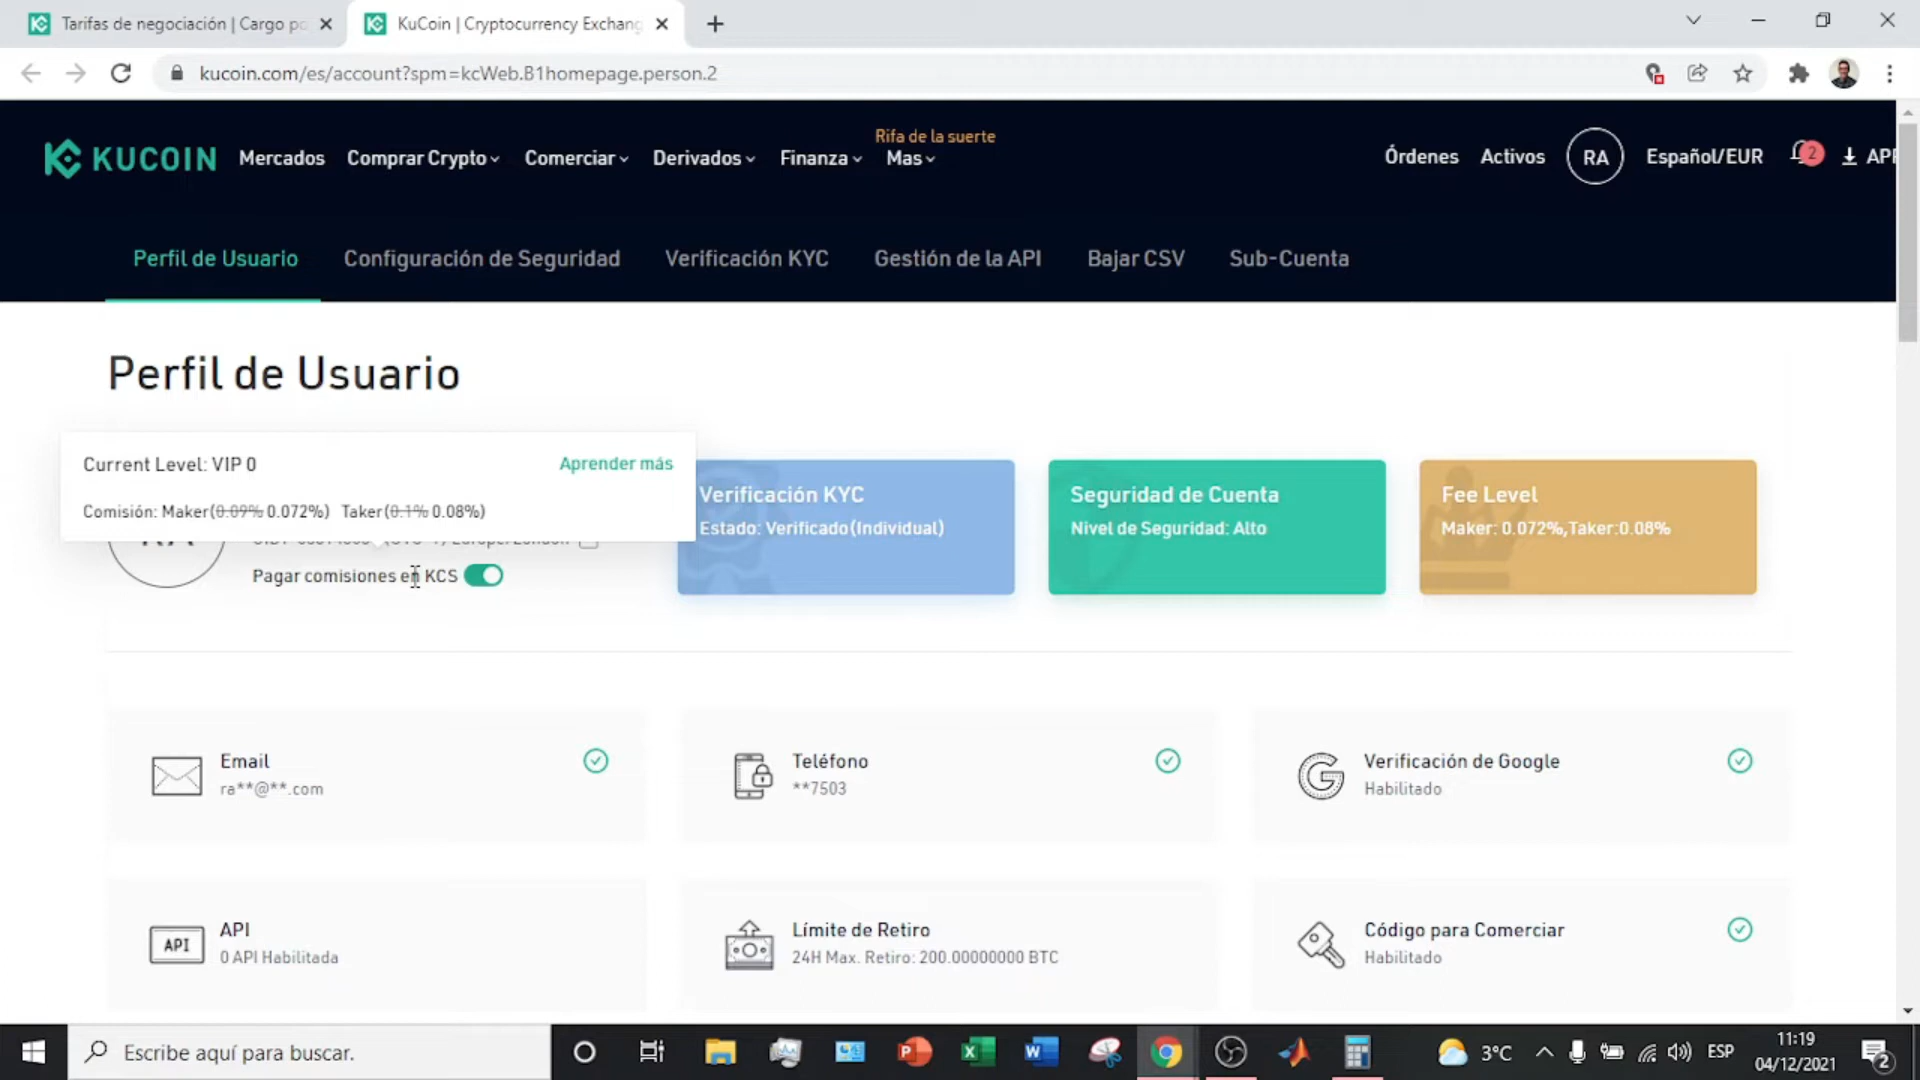 Tarifas de negociación | Cargo po
KuCoin | Cryptocurrency Exchang
kucoin.com/es/account?spm=kcWeb.B1homepage.person.2
Rifa de la suerte
KUCOIN Mercados Comprar Crypto Comerciar Derivados Finanza Mas Órdenes Activos RA Español/EUR 2 APP
Perfil de Usuario Configuración de Seguridad Verificación KYC Gestión de la API Bajar CSV Sub-Cuenta
Perfil de Usuario
Current Level: VIP 0 Aprender más
Comisión: Maker(0.09% 0.072%) Taker(0.1% 0.08%)
Pagar comisiones en KCS
Verificación KYC
Estado: Verificado(Individual)
Seguridad de Cuenta
Nivel de Seguridad: Alto
Fee Level
Maker: 0.072%,Taker:0.08%
Email
ra**@**.com
Teléfono
**7503
Verificación de Google
Habilitado
API
API
0 API Habilitada
Límite de Retiro
24H Max. Retiro: 200.00000000 BTC
Código para Comerciar
Habilitado
Escribe aquí para buscar.
3°C
ESP
11:19
04/12/2021
2